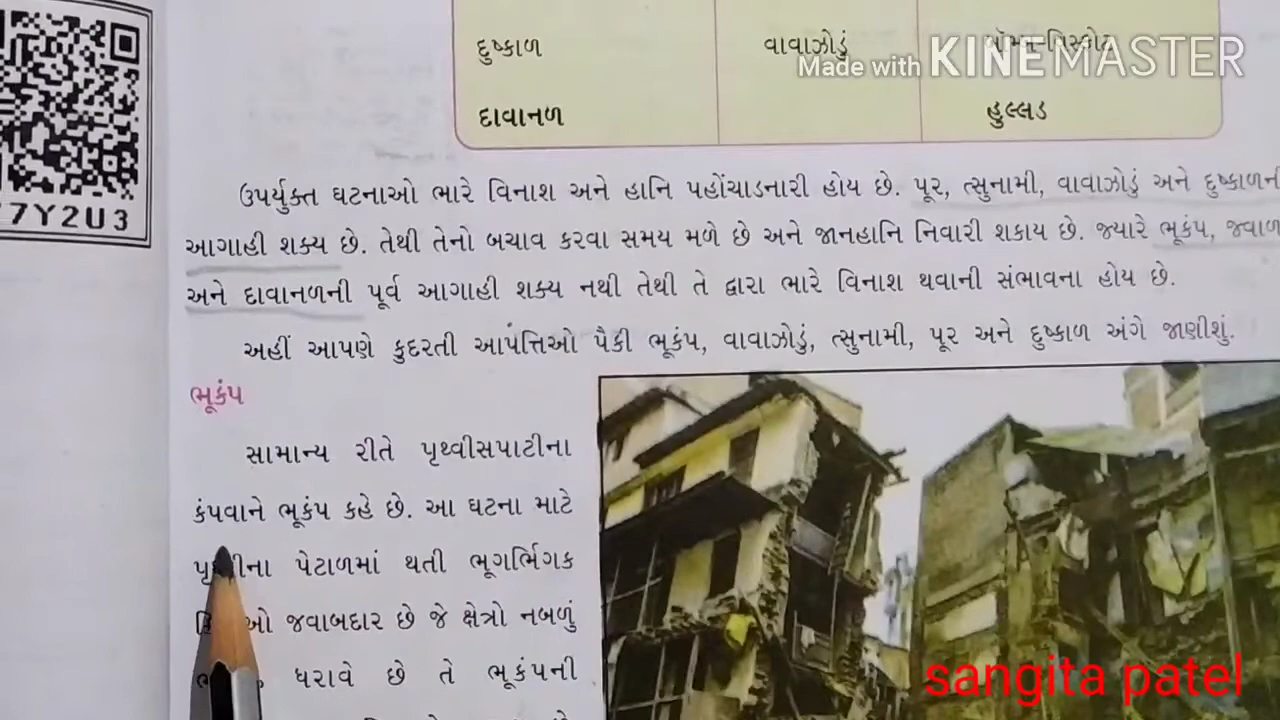 દુષ્કાળ વાવાઝોડું
Made with KINEMASTER
દાવાનળ હુલ્લડ
7Y2U3
ઉપર્યુક્ત ઘટનાઓ ભારે વિનાશ અને હાનિ પહોંચાડનારી હોય છે. પૂર, ત્સુનામી, વાવાઝોડું અને દુષ્કાળની
આગાહી શક્ય છે. તેથી તેનો બચાવ કરવા સમય મળે છે અને જાનહાનિ નિવારી શકાય છે. જ્યારે ભૂકંપ,
અને દાવાનળની પૂર્વ આગાહી શક્ય નથી તેથી તે દ્વારા ભારે વિનાશ થવાની સંભાવના હોય છે.
અહીં આપણે કુદરતી આપત્તિઓ પૈકી ભૂકંપ, વાવાઝોડું, ત્સુનામી, પૂર અને દુષ્કાળ અંગે જાણીશું.
ભૂકંપ
સામાન્ય રીતે પૃથ્વીસપાટીના
કંપવાને ભૂકંપ કહે છે. આ ઘટના માટે
પેટાળમાં થતી ભૂગર્ભિગક
જવાબદાર છે જે ક્ષેત્રો નબળું
ધરાવે છે તે ભૂકંપની
sangita patel